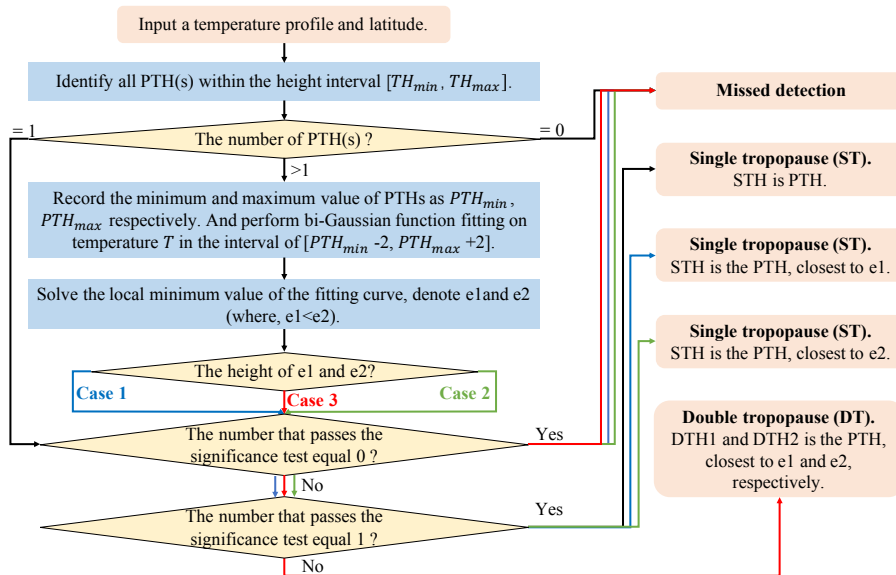 Input a temperature profile and latitude.
Identify all PTH(s) within the height interval [TH_min, TH_max].
Missed detection
= 1
The number of PTH(s) ?
= 0
>1
Single tropopause (ST).
STH is PTH.
Record the minimum and maximum value of PTHs as PTH_min,
PTH_max respectively. And perform bi-Gaussian function fitting on
temperature T in the interval of [PTH_min -2, PTH_max +2].
Single tropopause (ST).
STH is the PTH, closest to e1.
Solve the local minimum value of the fitting curve, denote e1and e2
(where, e1<e2).
Single tropopause (ST).
STH is the PTH, closest to e2.
The height of e1 and e2?
Case 1
Case 3
Case 2
Double tropopause (DT).
DTH1 and DTH2 is the PTH,
closest to e1 and e2,
respectively.
The number that passes the
significance test equal 0 ?
Yes
No
The number that passes the
significance test equal 1 ?
Yes
No